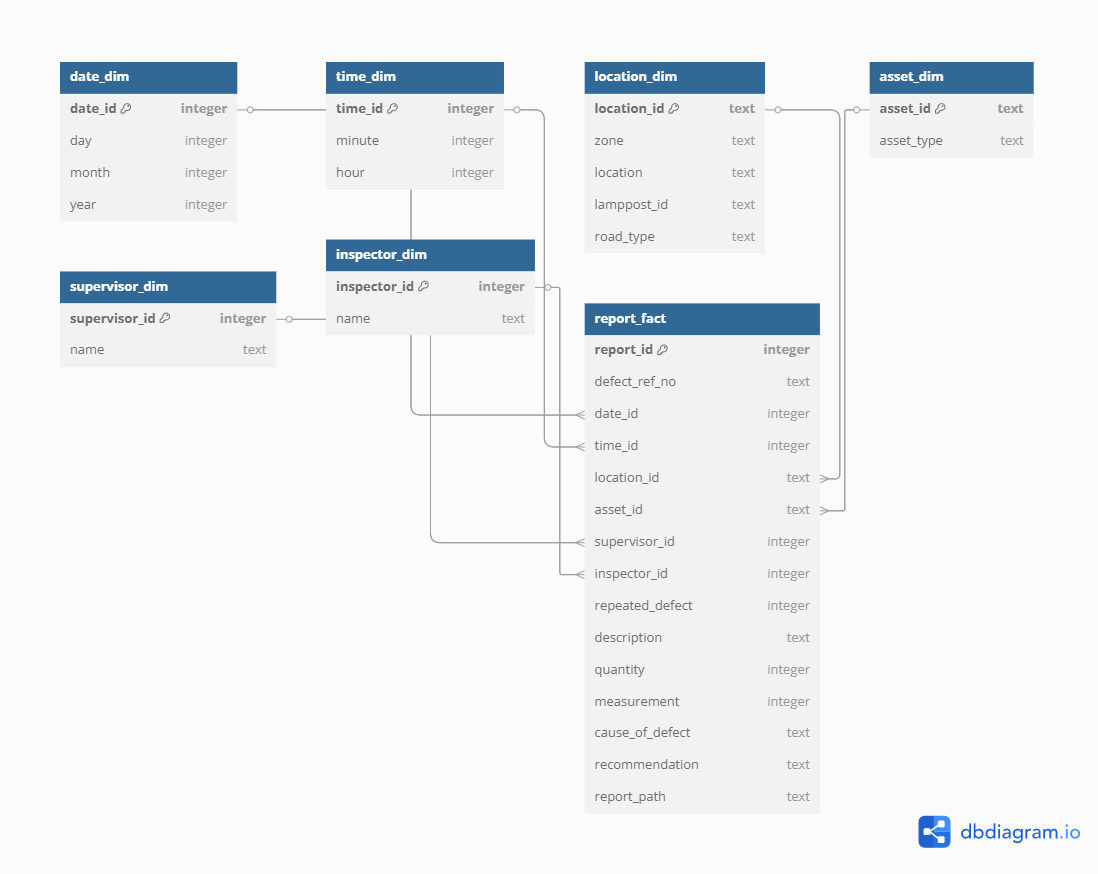 date_dim
date_id integer
day integer
month integer
year integer
time_dim
time_id integer
minute integer
hour integer
location_dim
location_id text
zone text
location text
lamppost_id text
road_type text
asset_dim
asset_id text
asset_type text
supervisor_dim
supervisor_id integer
name text
inspector_dim
inspector_id integer
name text
report_fact
report_id integer
defect_ref_no text
date_id integer
time_id integer
location_id text
asset_id text
supervisor_id integer
inspector_id integer
repeated_defect integer
description text
quantity integer
measurement integer
cause_of_defect text
recommendation text
report_path text
dbdiagram.io